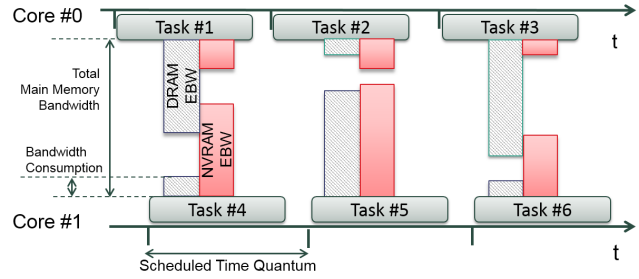 Core #0
Task #1
Task #2
Task #3
t
Total
Main Memory
Bandwidth
DRAM
EBW
NVRAM
EBW
Bandwidth
Consumption
Task #4
Task #5
Task #6
Core #1
t
Scheduled Time Quantum